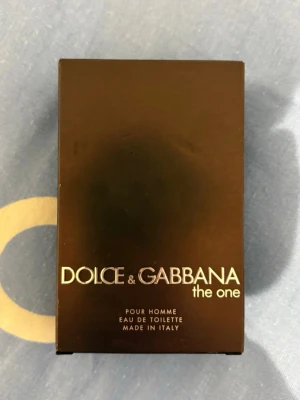 DOLCE & GABBANA
the one
POUR HOMME
EAU DE TOILETTE
MADE IN ITALY